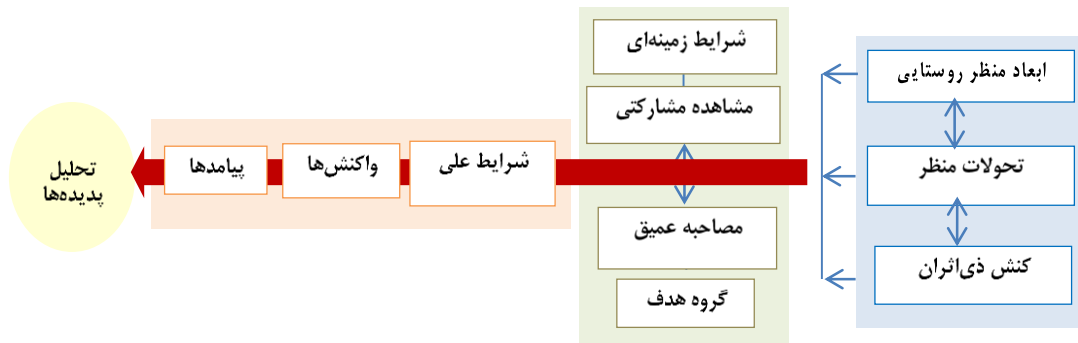 ابعاد منظر روستایی
تحولات منظر
کنش ذی‌اثران
شرایط زمینه‌ای
مشاهده مشارکتی
مصاحبه عمیق
گروه هدف
شرایط علی
واکنش‌ها
پیامدها
تحلیل
پدیده‌ها